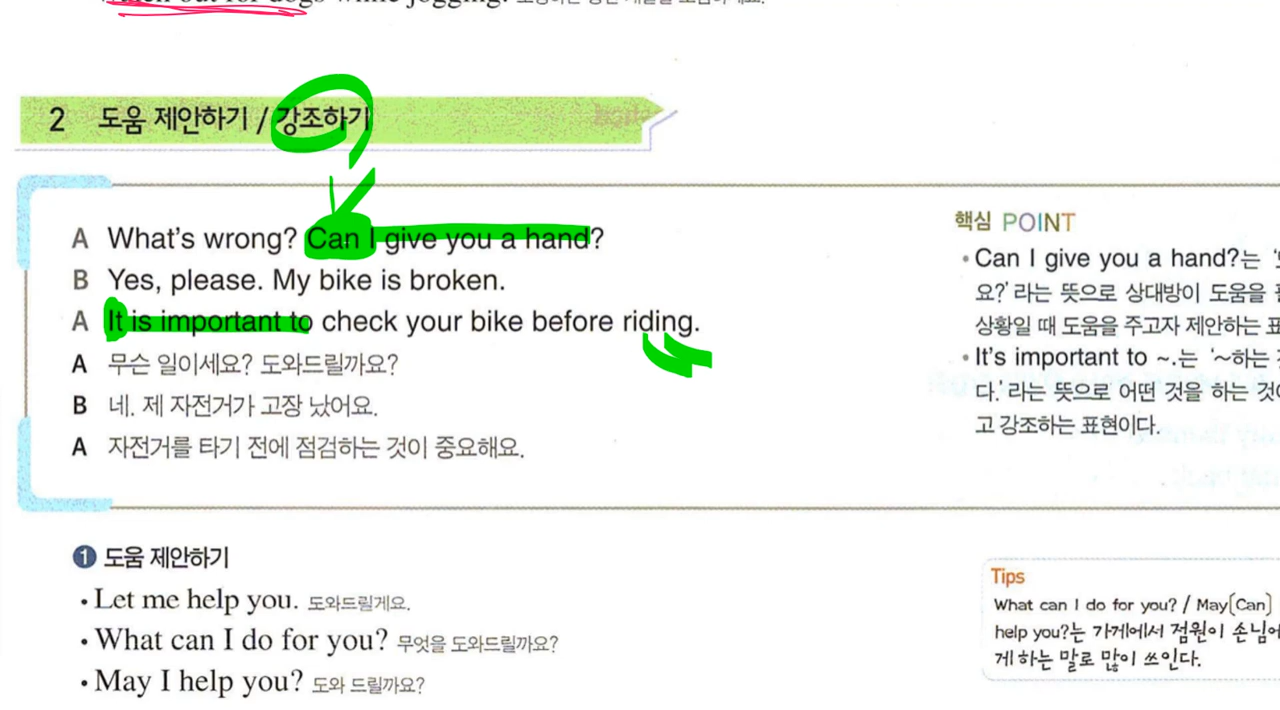 for dogs while jogging.
2 도움 제안하기 / 강조하기
A What's wrong? Can I give you a hand?
B Yes, please. My bike is broken.
A It is important to check your bike before riding.
A 무슨 일이세요? 도와드릴까요?
B 네. 제 자전거가 고장 났어요.
A 자전거를 타기 전에 점검하는 것이 중요해요.
핵심 POINT
• Can I give you a hand?는
요?' 라는 뜻으로 상대방이 도움을
상황일 때 도움을 주고자 제안하는
• It's important to ~.는 '~하는
다. 라는 뜻으로 어떤 것을 하는
고 강조하는 표현이다.
1 도움 제안하기
• Let me help you. 도와드릴게요.
• What can I do for you? 무엇을 도와드릴까요?
• May I help you? 도와 드릴까요?
Tips
What can I do for you? / May(Can)
help you?는 가게에서 점원이
게 하는 말로 많이 쓰인다.